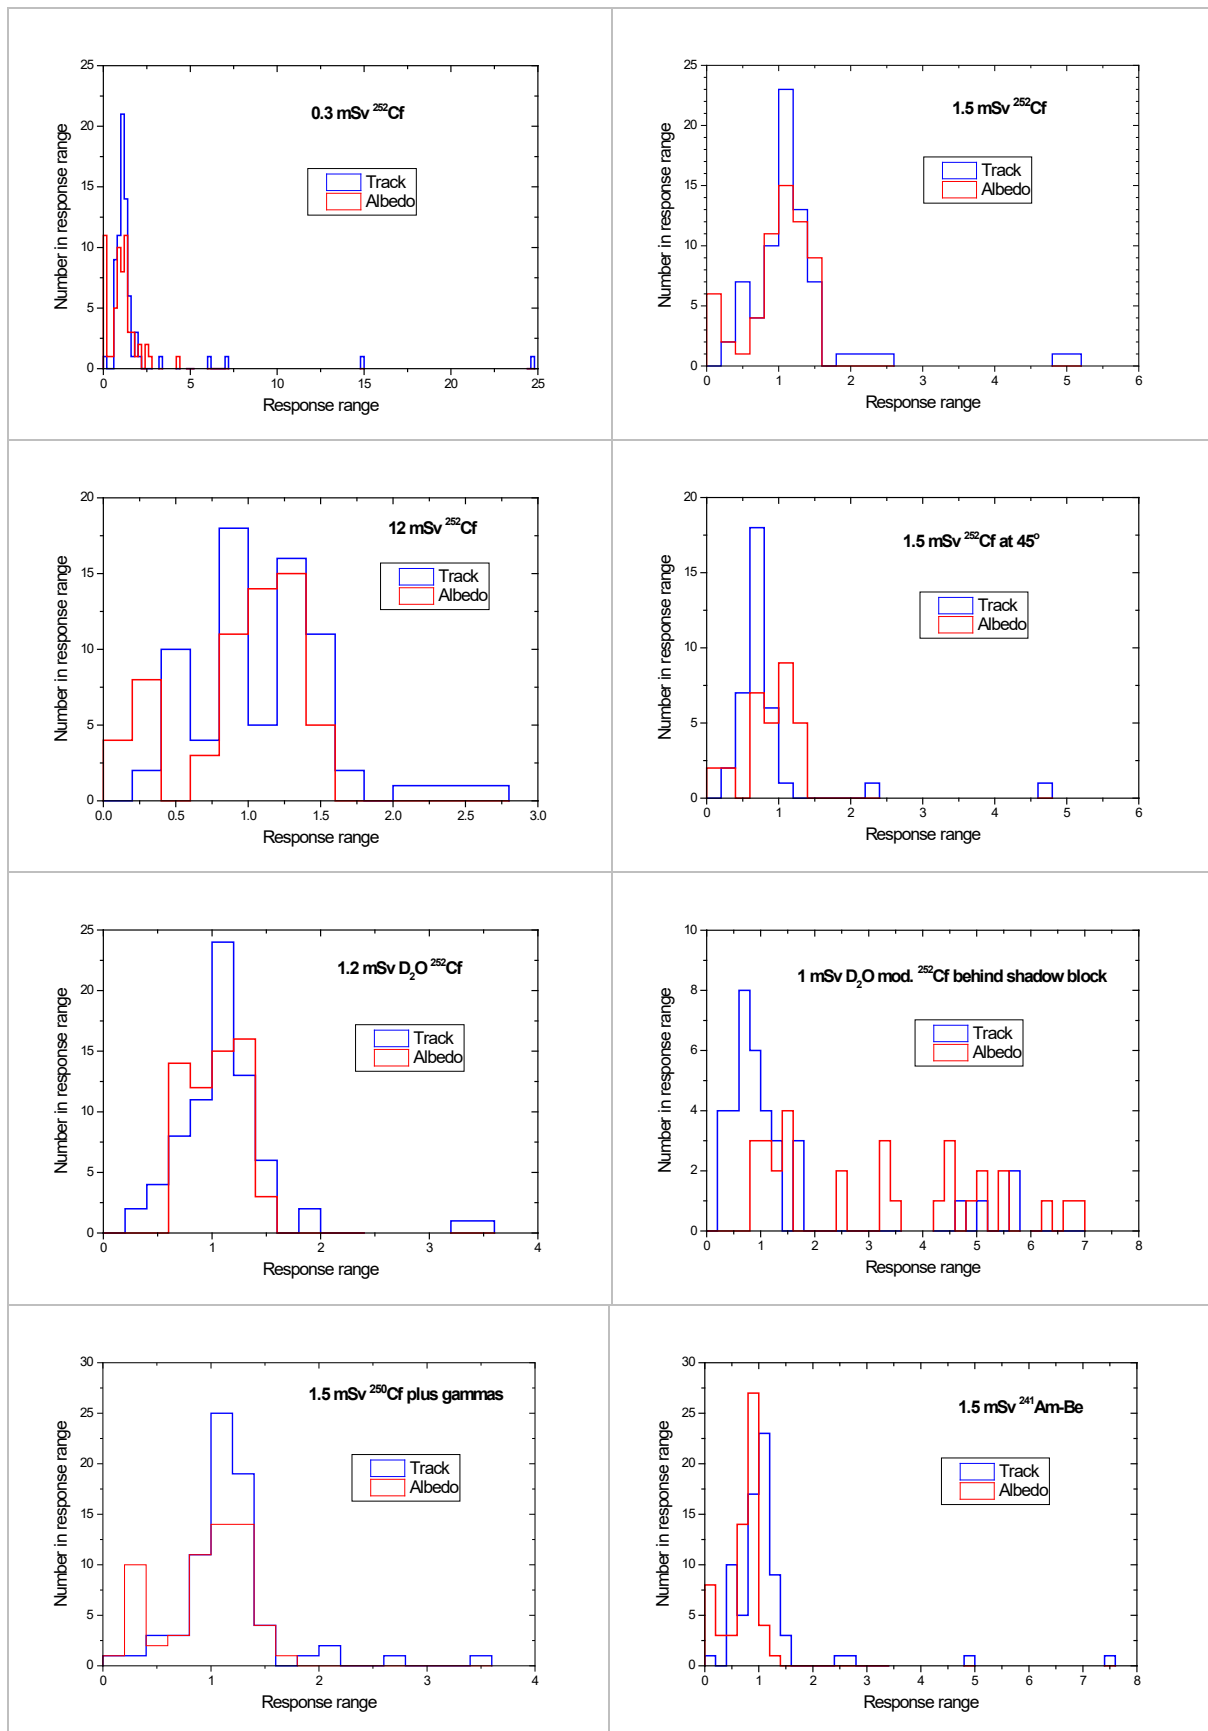 0.3 mSv ²⁵²Cf
Track
Albedo
Number in response range
25
20
15
10
5
0
0
5
10
15
20
25
Response range
1.5 mSv ²⁵²Cf
Track
Albedo
Number in response range
25
20
15
10
5
0
0
1
2
3
4
5
6
Response range
12 mSv ²⁵²Cf
Track
Albedo
Number in response range
20
15
10
5
0
0.0
0.5
1.0
1.5
2.0
2.5
3.0
Response range
1.5 mSv ²⁵²Cf at 45°
Track
Albedo
Number in response range
20
15
10
5
0
0
1
2
3
4
5
6
Response range
1.2 mSv D₂O ²⁵²Cf
Track
Albedo
Number in response range
25
20
15
10
5
0
0
1
2
3
4
Response range
1 mSv D₂O mod. ²⁵²Cf behind shadow block
Track
Albedo
Number in response range
10
8
6
4
2
0
0
1
2
3
4
5
6
7
8
Response range
1.5 mSv ²⁵⁰Cf plus gammas
Track
Albedo
Number in response range
30
25
20
15
10
5
0
0
1
2
3
4
Response range
1.5 mSv ²⁴¹Am-Be
Track
Albedo
Number in response range
30
25
20
15
10
5
0
0
1
2
3
4
5
6
7
8
Response range